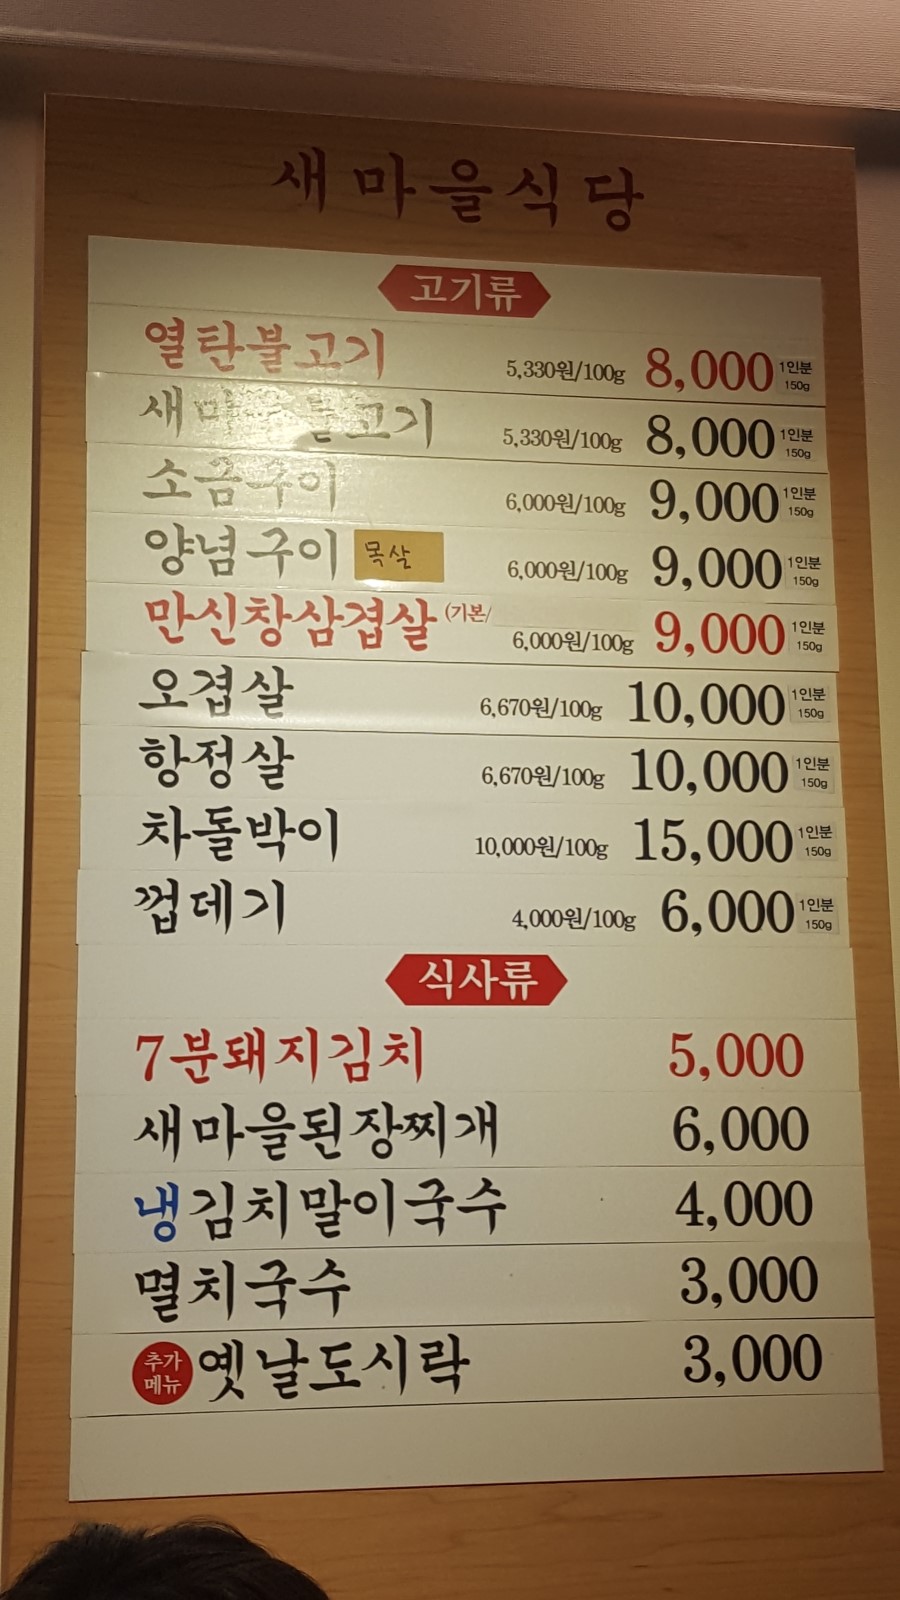 새마을식당
고기류
열탄불고기 5,330원/100g 8,000 1인분 150g
불고기 5,330원/100g 8,000 1인분 150g
소금구이 6,000원/100g 9,000 1인분 150g
양념구이 목살 6,000원/100g 9,000 1인분 150g
만신창삼겹살 (기본/ 6,000원/100g 9,000 1인분 150g
오겹살 6,670원/100g 10,000 1인분 150g
항정살 6,670원/100g 10,000 1인분 150g
차돌박이 10,000원/100g 15,000 1인분 150g
껍데기 4,000원/100g 6,000 1인분 150g
식사류
7분돼지김치 5,000
새마을된장찌개 6,000
냉김치말이국수 4,000
멸치국수 3,000
추가메뉴 옛날도시락 3,000